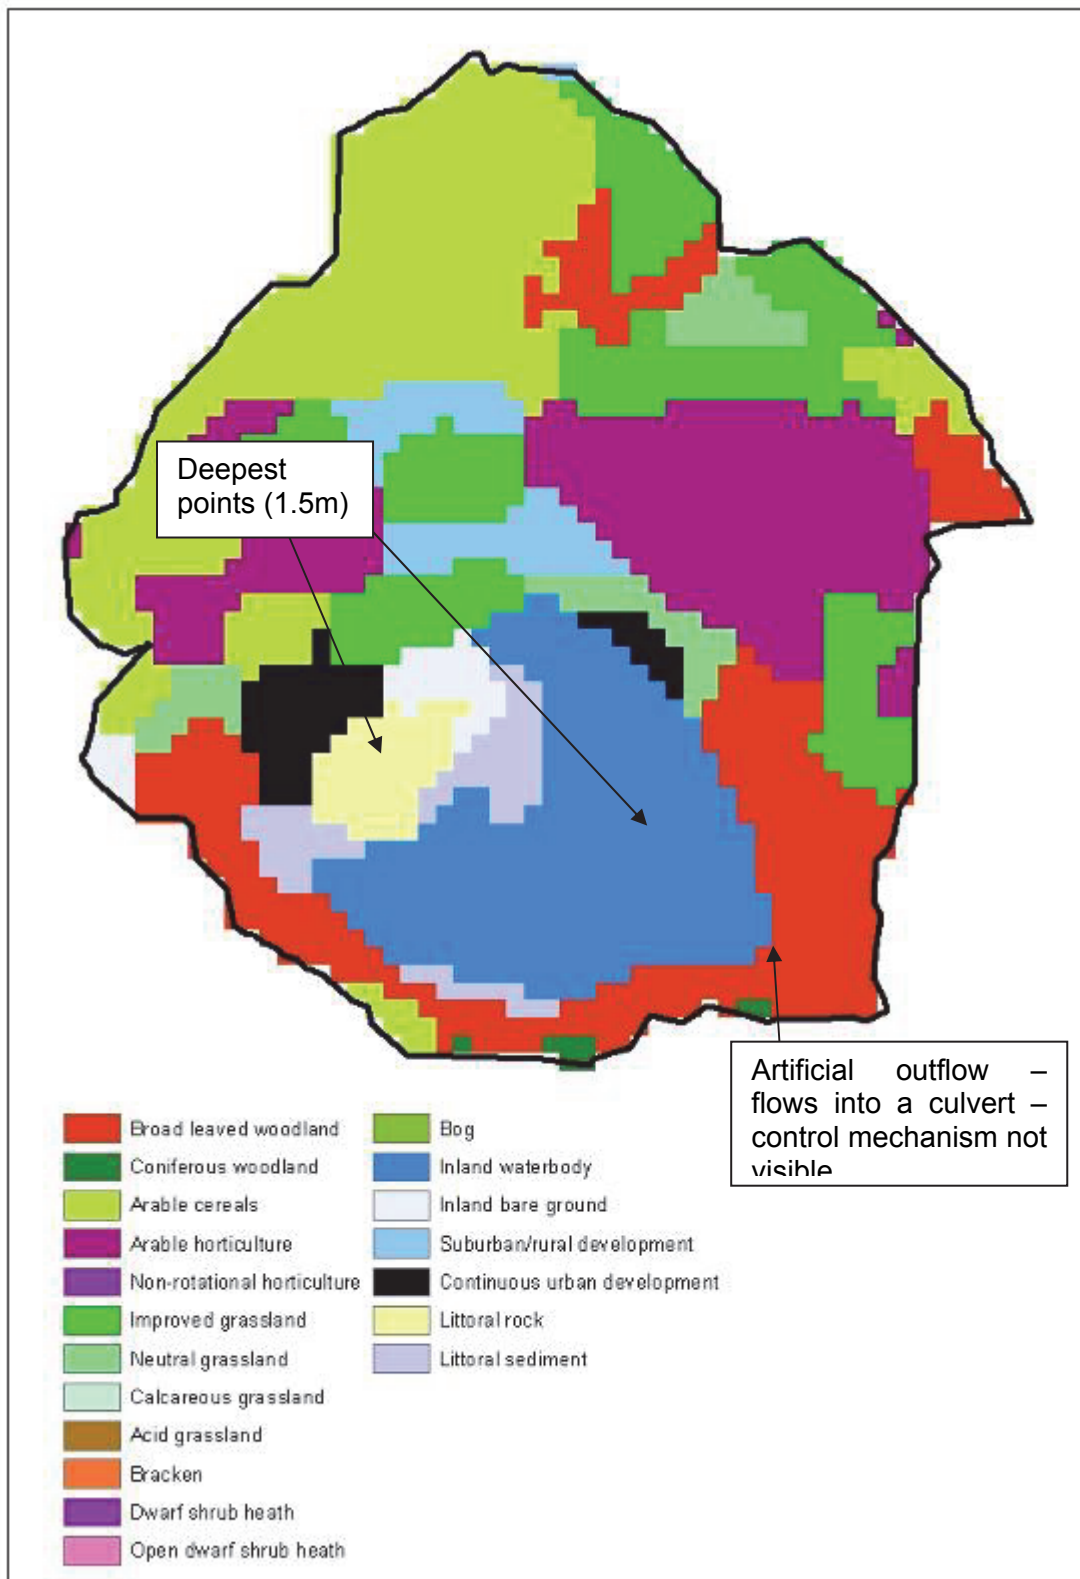 Deepest
points (1.5m)
Artificial outflow –
flows into a culvert –
control mechanism not
visible
Broad leaved woodland
Coniferous woodland
Arable cereals
Arable horticulture
Non-rotational horticulture
Improved grassland
Neutral grassland
Calcareous grassland
Acid grassland
Bracken
Dwarf shrub heath
Open dwarf shrub heath
Bog
Inland waterbody
Inland bare ground
Suburban/rural development
Continuous urban development
Littoral rock
Littoral sediment